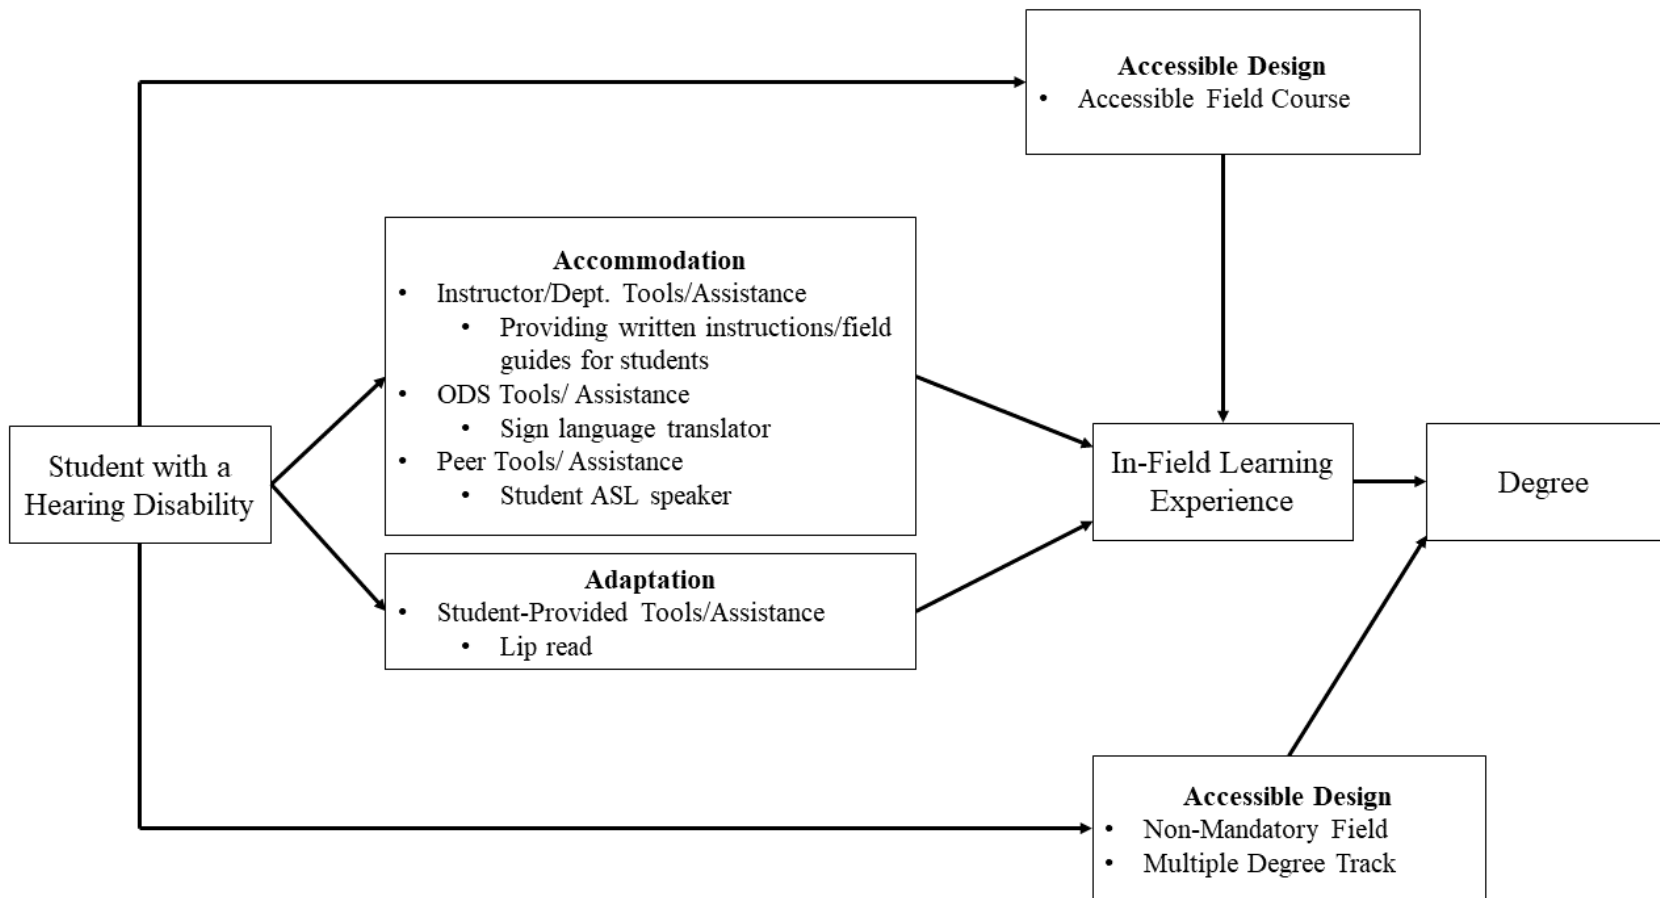 Accessible Design
• Accessible Field Course
Accommodation
• Instructor/Dept. Tools/Assistance
• Providing written instructions/field
guides for students
• ODS Tools/ Assistance
• Sign language translator
• Peer Tools/ Assistance
• Student ASL speaker
Student with a
Hearing Disability
In-Field Learning
Experience
Degree
Adaptation
• Student-Provided Tools/Assistance
• Lip read
Accessible Design
• Non-Mandatory Field
• Multiple Degree Track